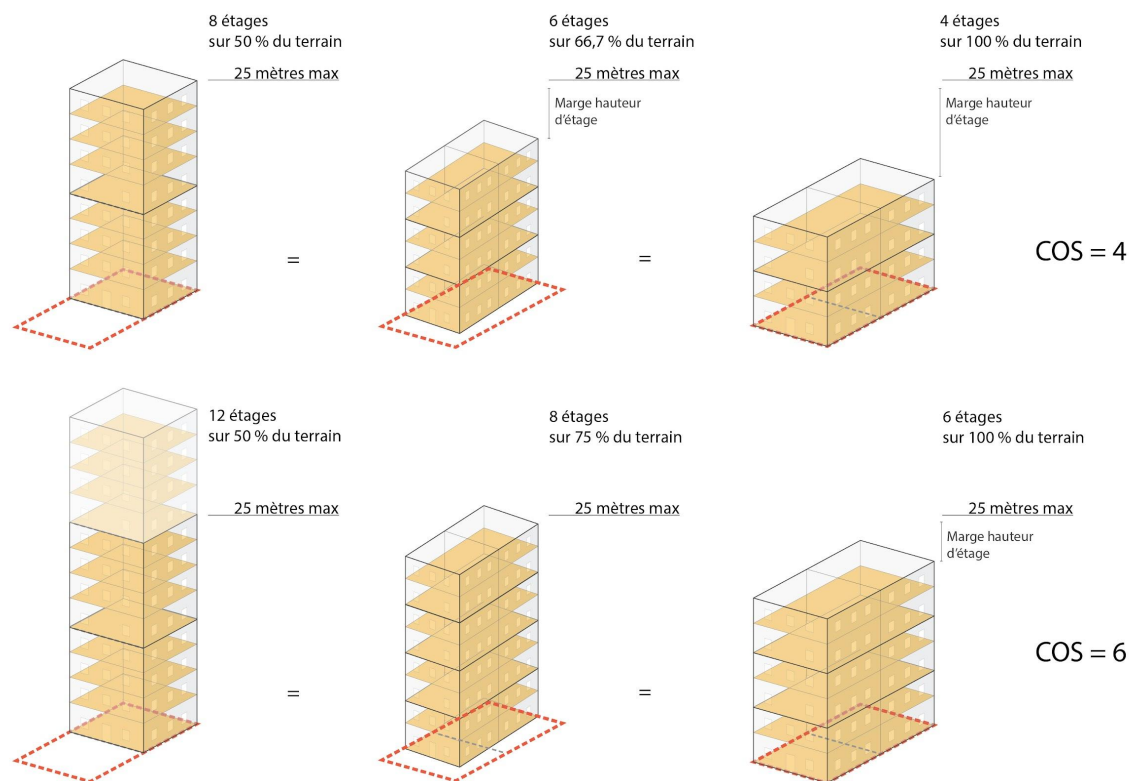 8 étages
sur 50 % du terrain
25 mètres max
6 étages
sur 66,7 % du terrain
25 mètres max
Marge hauteur
d'étage
4 étages
sur 100 % du terrain
25 mètres max
Marge hauteur
d'étage
=
=
COS = 4
12 étages
sur 50 % du terrain
25 mètres max
8 étages
sur 75 % du terrain
25 mètres max
6 étages
sur 100 % du terrain
25 mètres max
Marge hauteur
d'étage
=
=
COS = 6